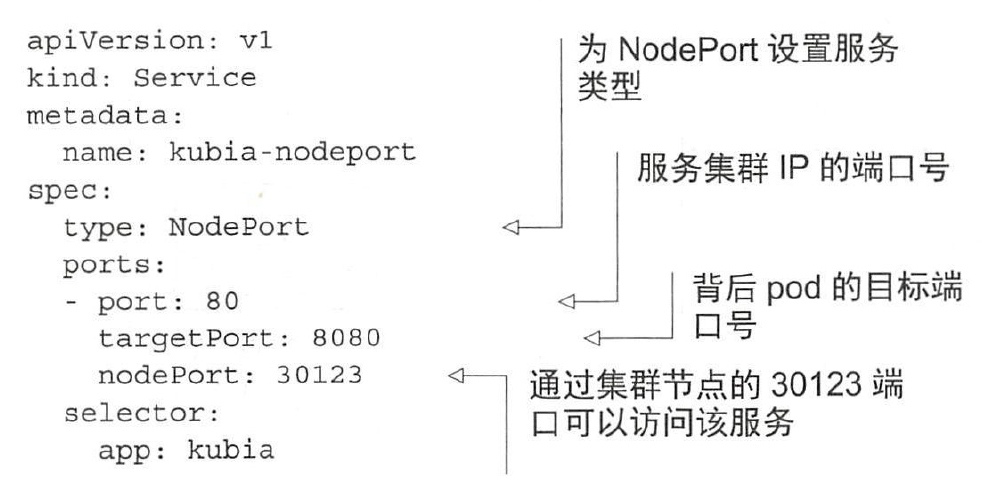 apiVersion: v1
kind: Service
metadata:
  name: kubia-nodeport
spec:
  type: NodePort
  ports:
  - port: 80
    targetPort: 8080
    nodePort: 30123
  selector:
    app: kubia
为 NodePort 设置服务
类型
服务集群 IP 的端口号
背后 pod 的目标端
口号
通过集群节点的 30123 端
口可以访问该服务